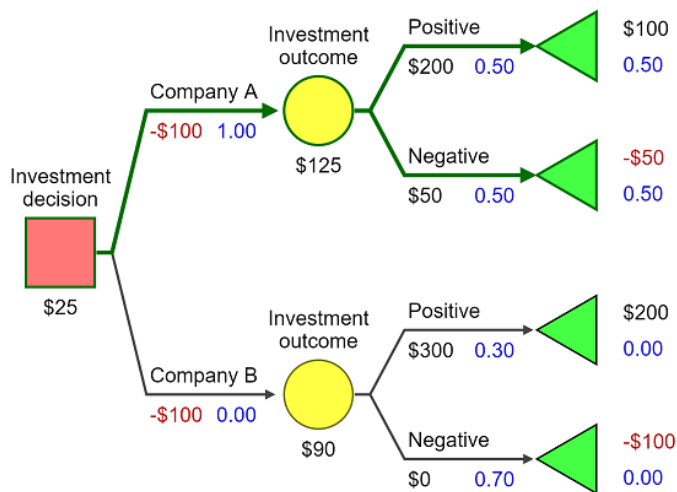 Investment
decision
$25
Company A
-$100 1.00
Investment
outcome
$125
Positive
$200 0.50
$100
0.50
Negative
$50 0.50
-$50
0.50
Company B
-$100 0.00
Investment
outcome
$90
Positive
$300 0.30
$200
0.00
Negative
$0 0.70
-$100
0.00